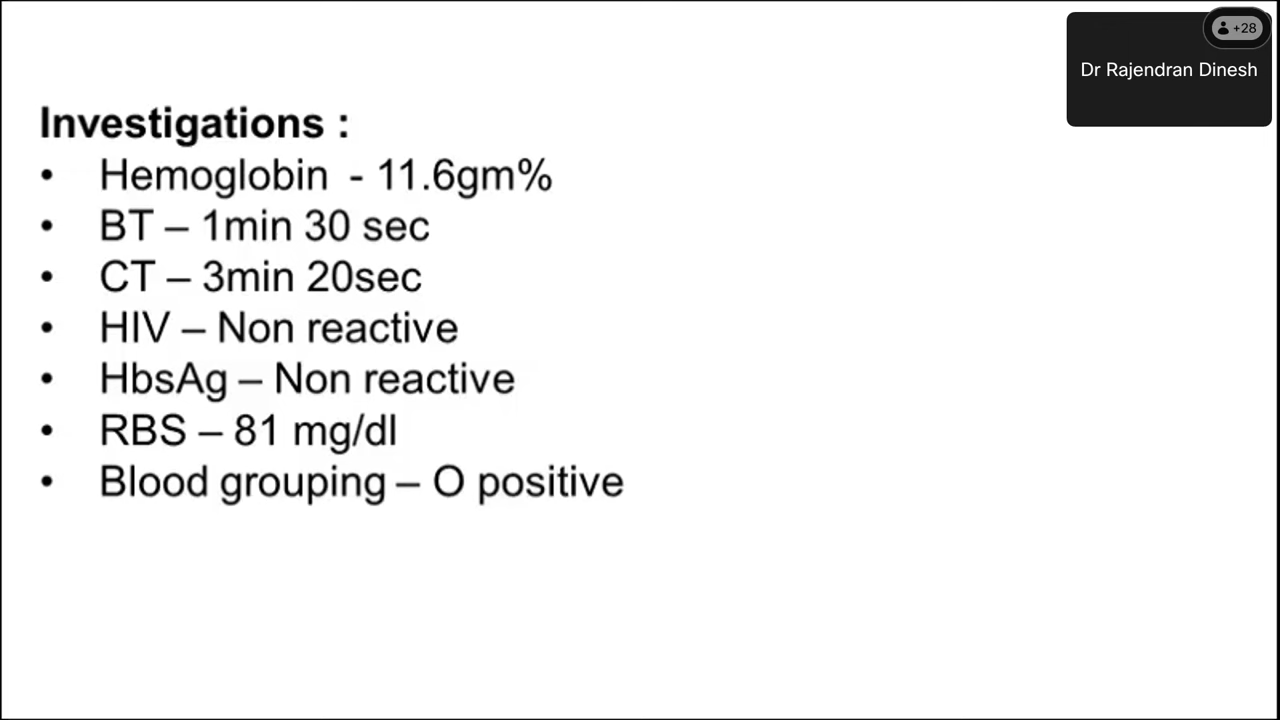 +28
Dr Rajendran Dinesh
Investigations :
• Hemoglobin - 11.6gm%
• BT – 1min 30 sec
• CT – 3min 20sec
• HIV – Non reactive
• HbsAg – Non reactive
• RBS – 81 mg/dl
• Blood grouping – O positive